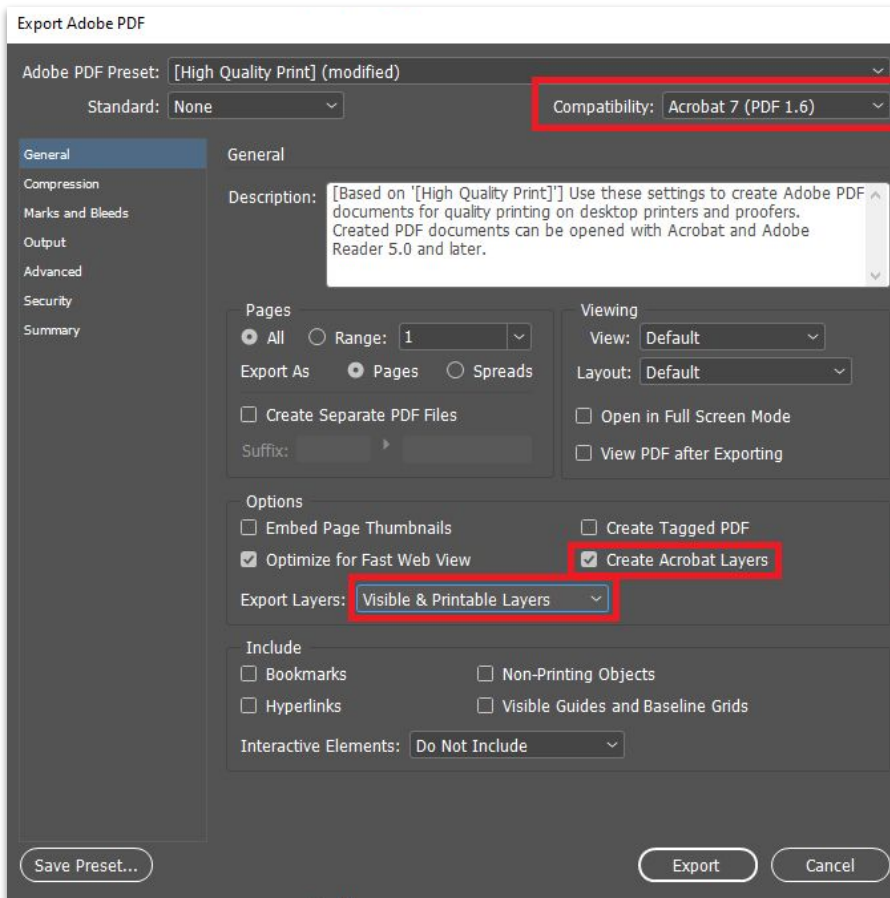 Export Adobe PDF
Adobe PDF Preset: [High Quality Print] (modified)
Standard: None Compatibility: Acrobat 7 (PDF 1.6)
General
Compression
Marks and Bleeds
Output
Advanced
Security
Summary
General
Description: [Based on '[High Quality Print]'] Use these settings to create Adobe PDF
documents for quality printing on desktop printers and proofers.
Created PDF documents can be opened with Acrobat and Adobe
Reader 5.0 and later.
Pages
All Range: 1
Export As Pages Spreads
Create Separate PDF Files
Suffix:
Viewing
View: Default
Layout: Default
Open in Full Screen Mode
View PDF after Exporting
Options
Embed Page Thumbnails Create Tagged PDF
Optimize for Fast Web View Create Acrobat Layers
Export Layers: Visible & Printable Layers
Include
Bookmarks Non-Printing Objects
Hyperlinks Visible Guides and Baseline Grids
Interactive Elements: Do Not Include
Save Preset... Export Cancel